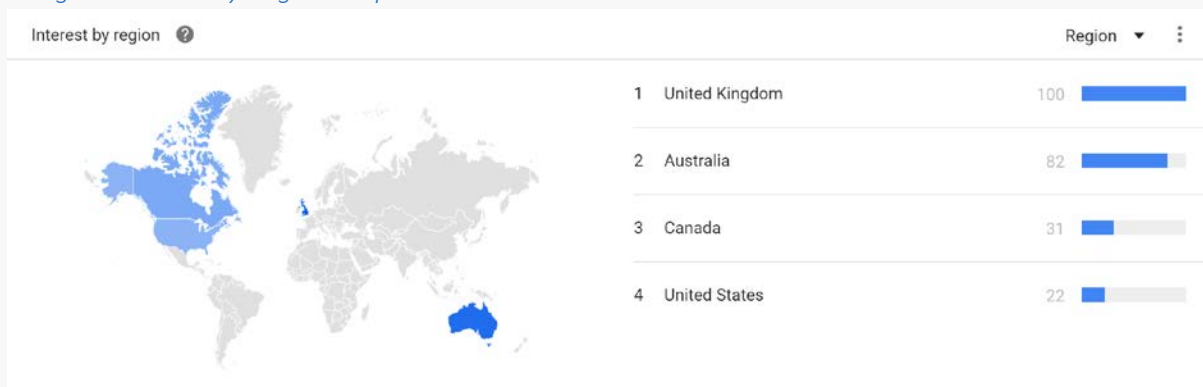 Interest by region
Region
1 United Kingdom 100
2 Australia 82
3 Canada 31
4 United States 22